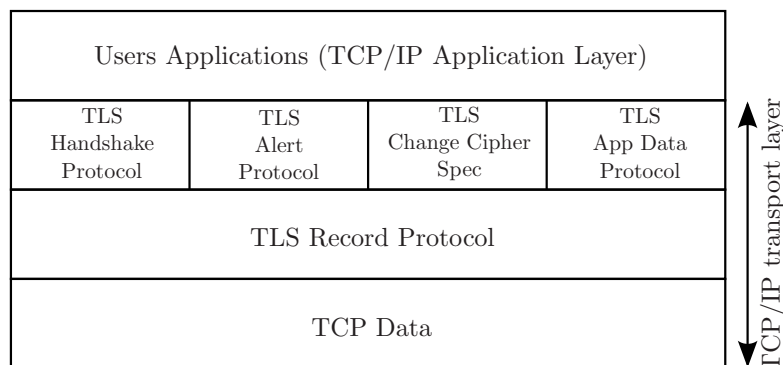 Users Applications (TCP/IP Application Layer)
TLS
Handshake
Protocol
TLS
Alert
Protocol
TLS
Change Cipher
Spec
TLS
App Data
Protocol
TLS Record Protocol
TCP Data
TCP/IP transport layer